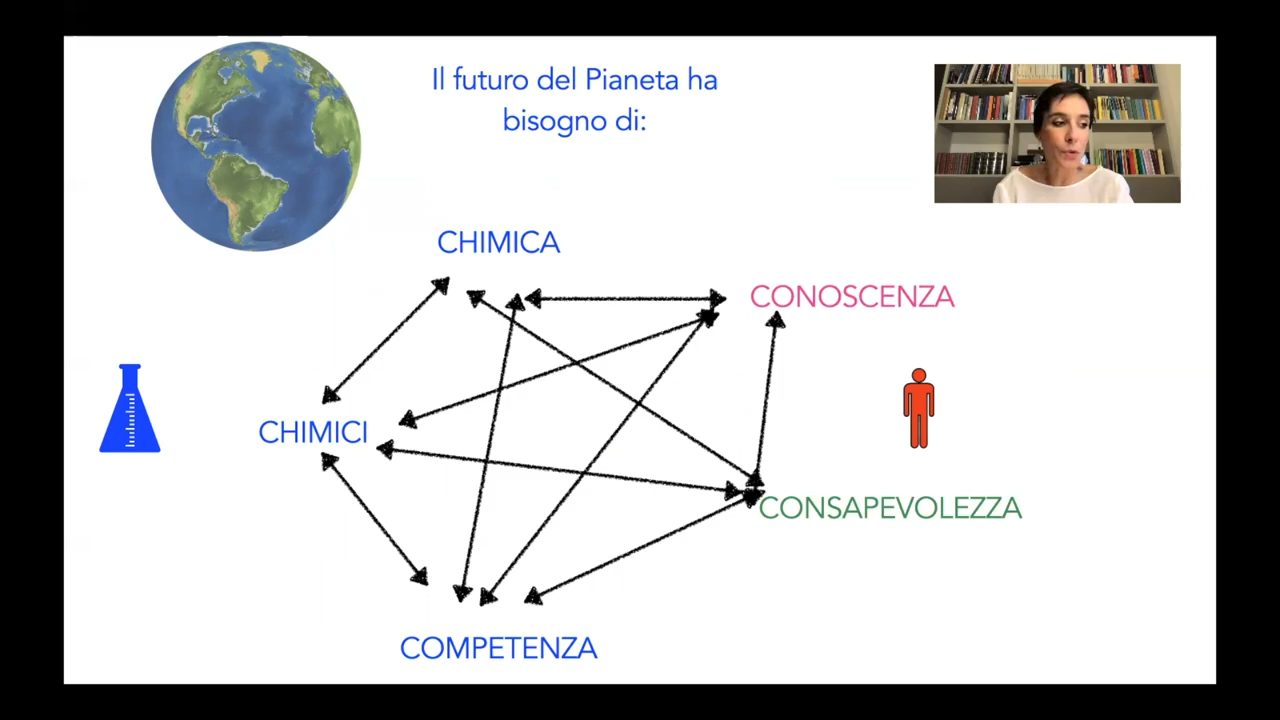 Il futuro del Pianeta ha
bisogno di:
CHIMICA
CONOSCENZA
CHIMICI
CONSAPEVOLEZZA
COMPETENZA